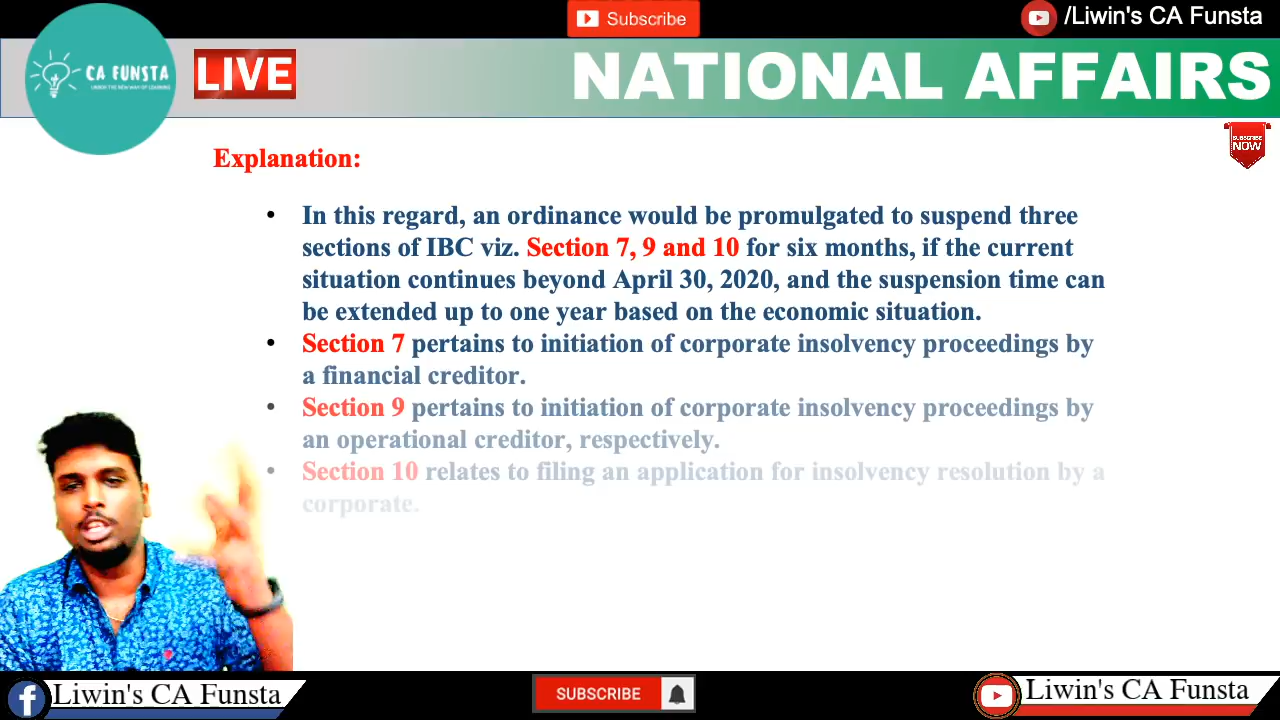 Subscribe
/Liwin's CA Funsta
CA FUNSTA
LIVE
NATIONAL AFFAIRS
SUBSCRIBE
NOW
Explanation:
• In this regard, an ordinance would be promulgated to suspend three
sections of IBC viz. Section 7, 9 and 10 for six months, if the current
situation continues beyond April 30, 2020, and the suspension time can
be extended up to one year based on the economic situation.
• Section 7 pertains to initiation of corporate insolvency proceedings by
a financial creditor.
• Section 9 pertains to initiation of corporate insolvency proceedings by
an operational creditor, respectively.
• Section 10 relates to filing an application for insolvency resolution by a
corporate.
Liwin's CA Funsta
SUBSCRIBE
Liwin's CA Funsta